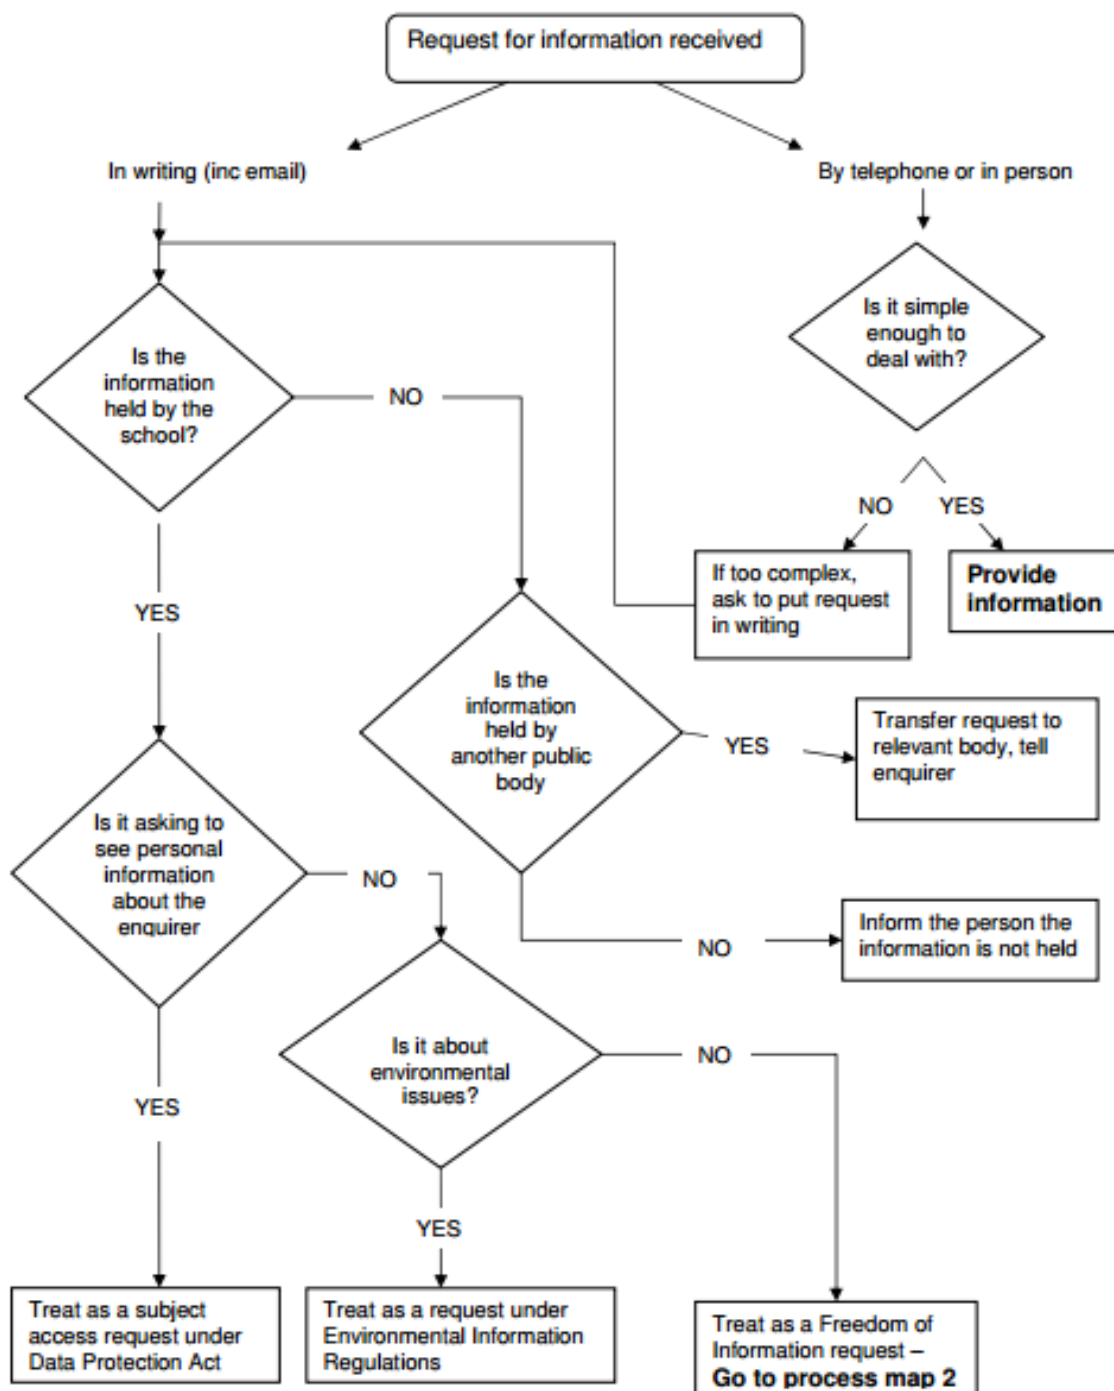 Request for information received
In writing (inc email)
By telephone or in person
Is it simple
enough to
deal with?
Is the
information
held by the
school?
NO
NO
YES
If too complex,
ask to put request
in writing
Provide
information
YES
Is the
information
held by
another public
body
YES
Transfer request to
relevant body, tell
enquirer
Is it asking to
see personal
information
about the
enquirer
NO
NO
Inform the person the
information is not held
Is it about
environmental
issues?
NO
YES
YES
Treat as a subject
access request under
Data Protection Act
Treat as a request under
Environmental Information
Regulations
Treat as a Freedom of
Information request –
Go to process map 2